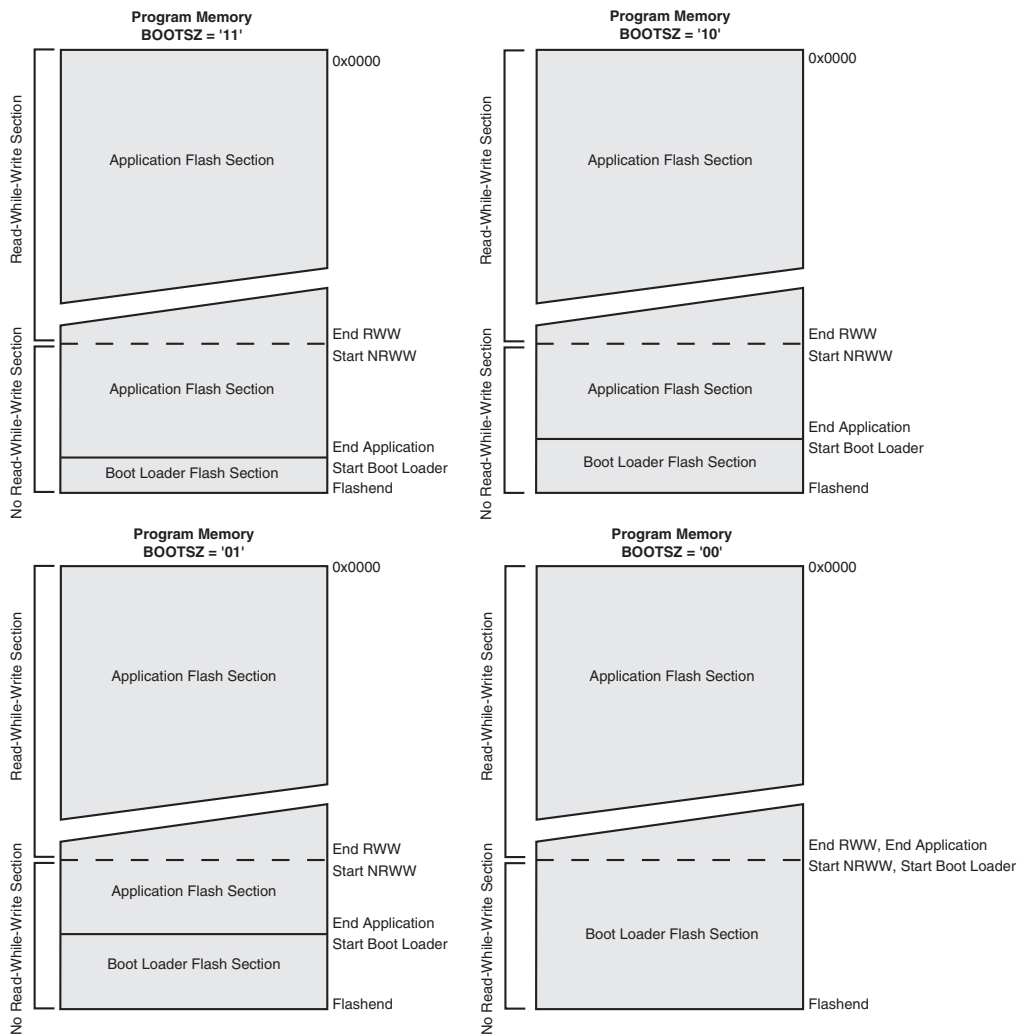 Program Memory
BOOTSZ = '11'
0x0000
Read-While-Write Section
Application Flash Section
End RWW
Start NRWW
No Read-While-Write Section
Application Flash Section
End Application
Start Boot Loader
Boot Loader Flash Section
Flashend
Program Memory
BOOTSZ = '10'
0x0000
Read-While-Write Section
Application Flash Section
End RWW
Start NRWW
No Read-While-Write Section
Application Flash Section
End Application
Start Boot Loader
Boot Loader Flash Section
Flashend
Program Memory
BOOTSZ = '01'
0x0000
Read-While-Write Section
Application Flash Section
End RWW
Start NRWW
No Read-While-Write Section
Application Flash Section
End Application
Start Boot Loader
Boot Loader Flash Section
Flashend
Program Memory
BOOTSZ = '00'
0x0000
Read-While-Write Section
Application Flash Section
End RWW, End Application
Start NRWW, Start Boot Loader
No Read-While-Write Section
Boot Loader Flash Section
Flashend